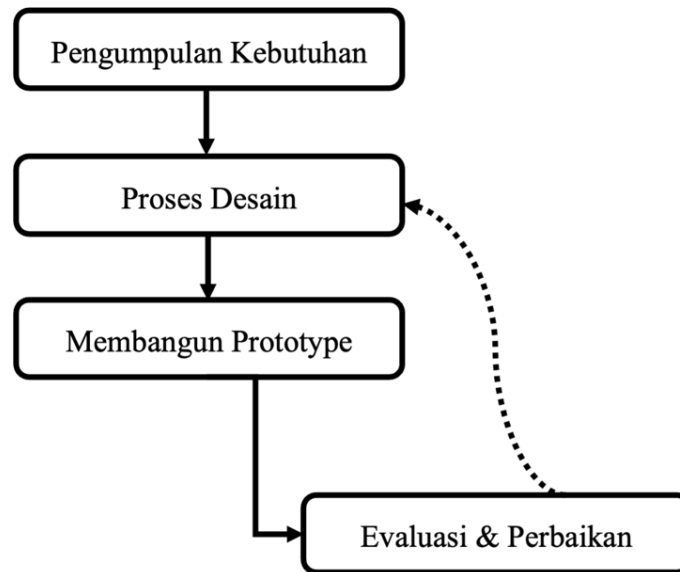 Pengumpulan Kebutuhan
Proses Desain
Membangun Prototype
Evaluasi & Perbaikan